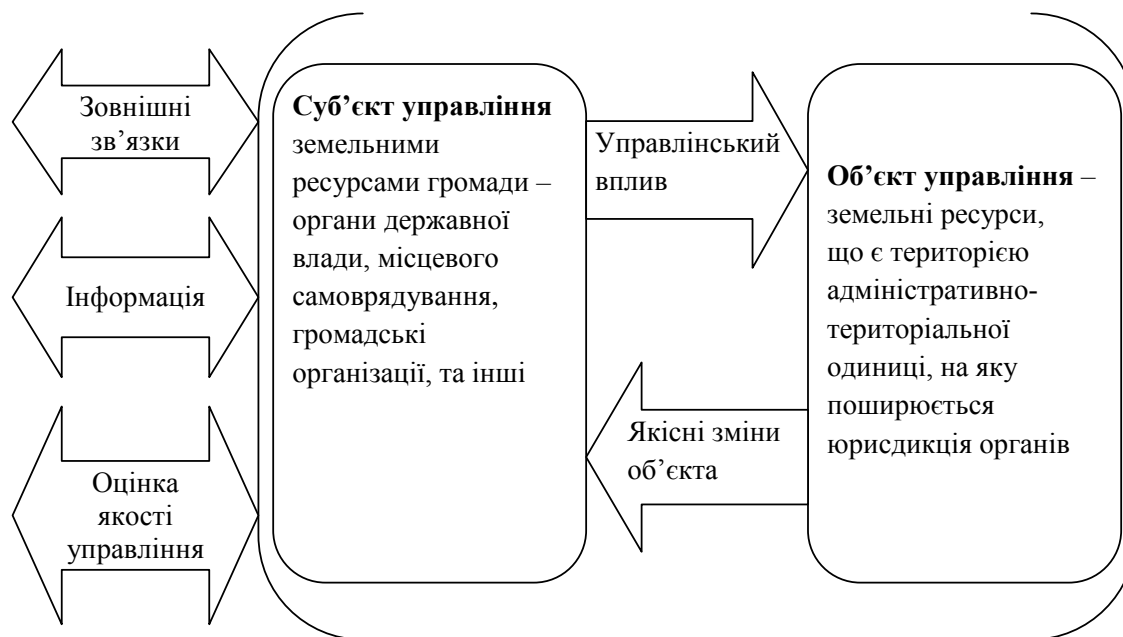 Зовнішні
зв’язки
Інформація
Оцінка
якості
управління
Суб’єкт управління
земельними
ресурсами громади –
органи державної
влади, місцевого
самоврядування,
громадські
організації, та інші
Управлінський
вплив
Якісні зміни
об’єкта
Об’єкт управління –
земельні ресурси,
що є територією
адміністративно-
територіальної
одиниці, на яку
поширюється
юрисдикція органів